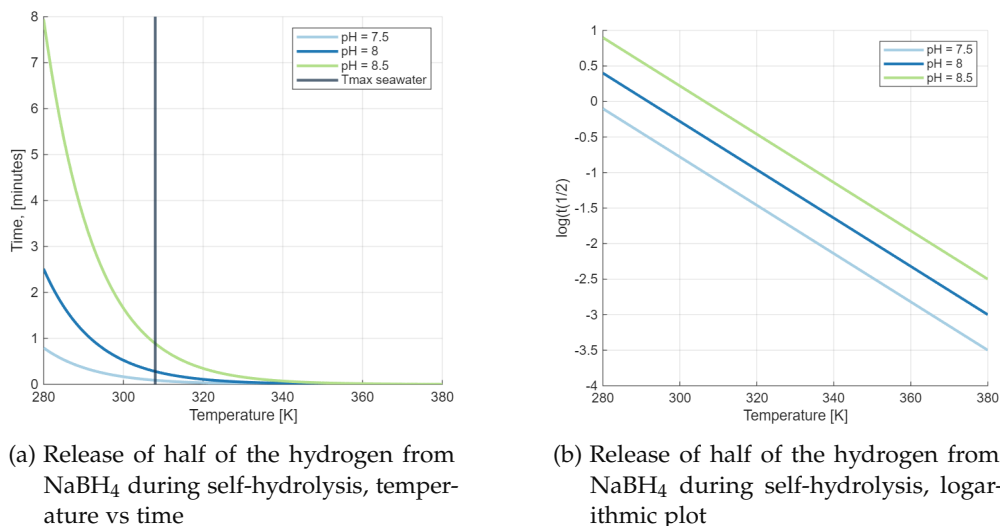 8
7
6
5
4
3
2
1
0
Time, [minutes]
pH = 7.5
pH = 8
pH = 8.5
Tmax seawater
280 300 320 340 360 380
Temperature [K]
(a) Release of half of the hydrogen from
NaBH₄ during self-hydrolysis, temper-
ature vs time
1
0.5
0
-0.5
-1
-1.5
-2
-2.5
-3
-3.5
-4
log(t(1/2)
pH = 7.5
pH = 8
pH = 8.5
280 300 320 340 360 380
Temperature [K]
(b) Release of half of the hydrogen from
NaBH₄ during self-hydrolysis, logar-
ithmic plot